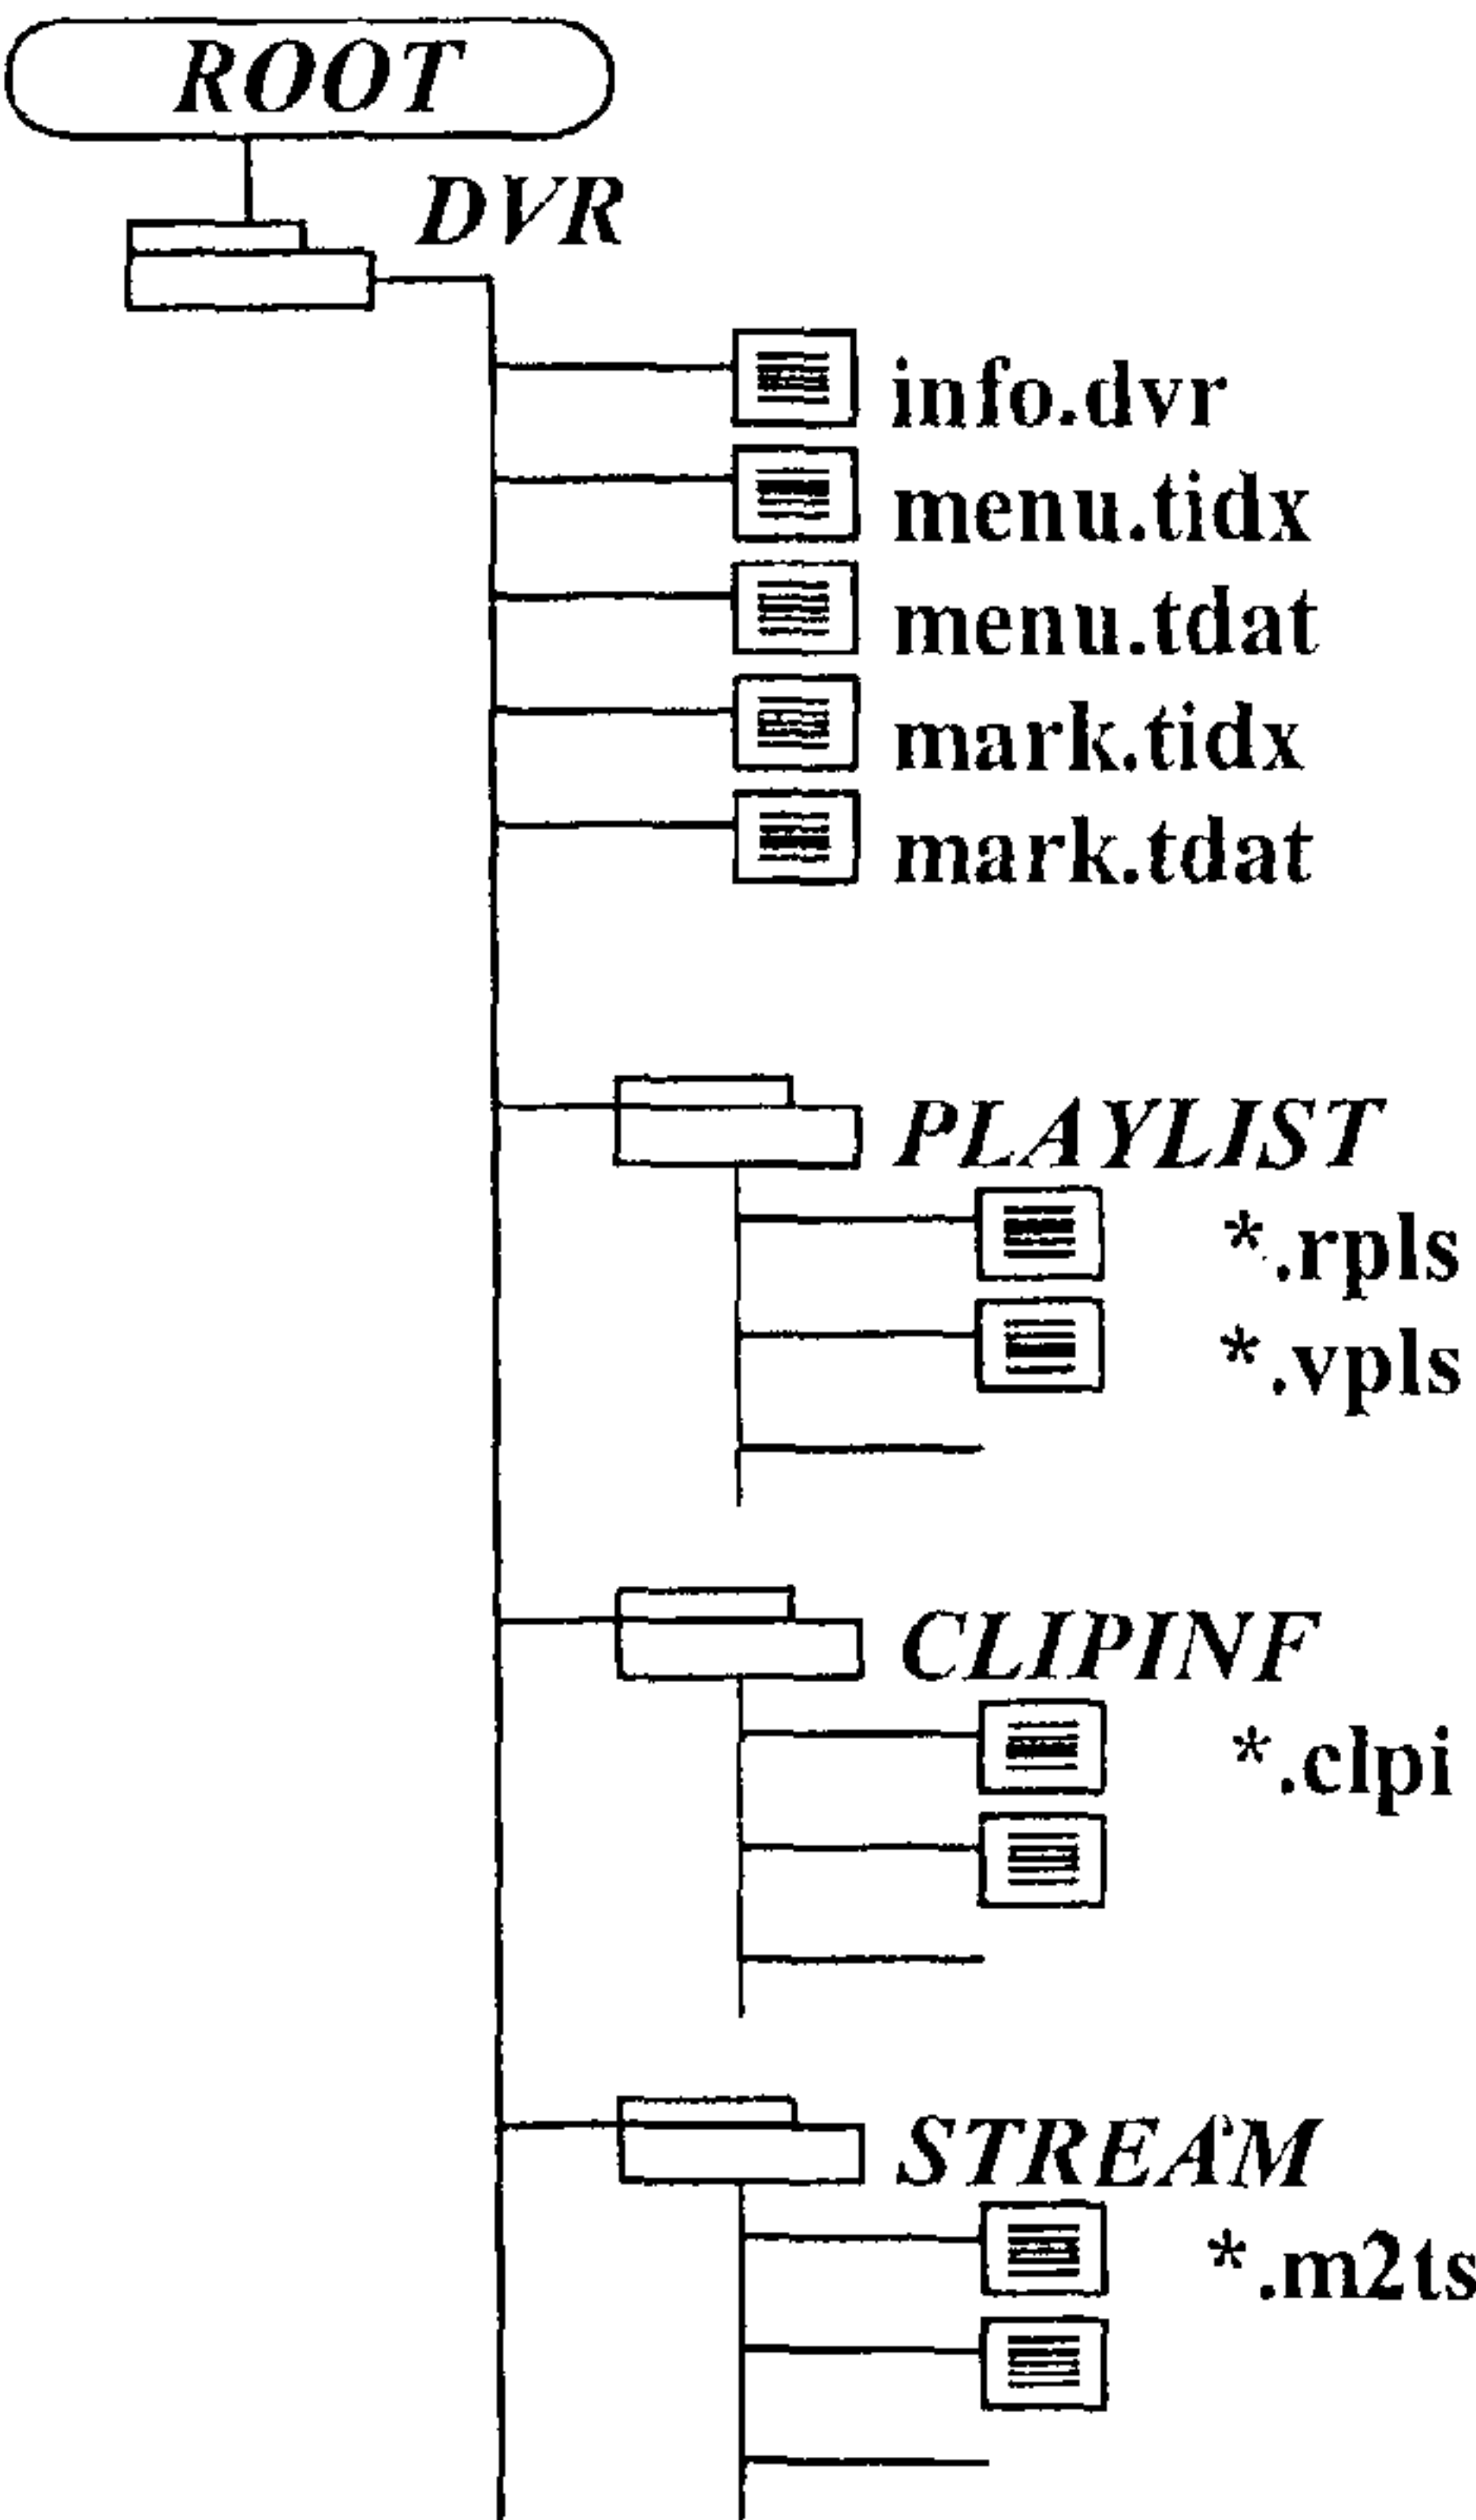 ROOT
DVR
info.dvr
menu.tidx
menu.tdat
mark.tidx
mark.tdat
PLAYLIST
*.rpls
*.vpls
CLIPINF
*.clpi
STREAM
*.m2ts